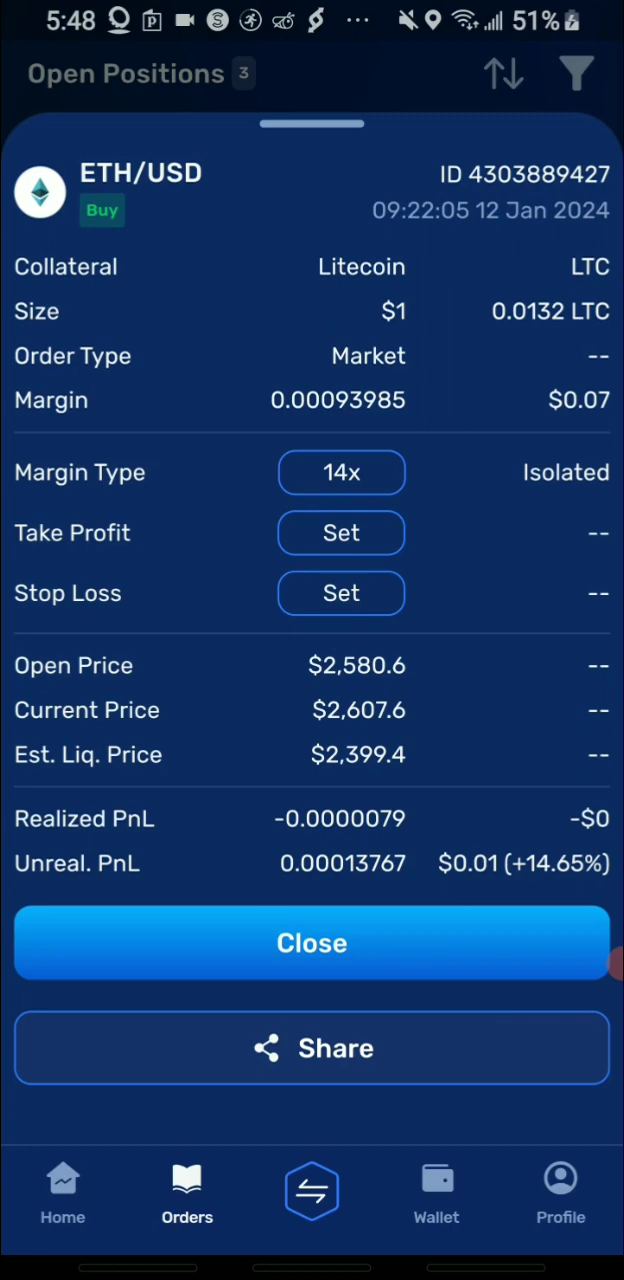 5:48 51%
Open Positions 3
ETH/USD ID 4303889427
Buy 09:22:05 12 Jan 2024
Collateral Litecoin LTC
Size $1 0.0132 LTC
Order Type Market --
Margin 0.00093985 $0.07
Margin Type 14x Isolated
Take Profit Set --
Stop Loss Set --
Open Price $2,580.6 --
Current Price $2,607.6 --
Est. Liq. Price $2,399.4 --
Realized PnL -0.0000079 -$0
Unreal. PnL 0.00013767 $0.01 (+14.65%)
Close
Share
Home Orders Wallet Profile